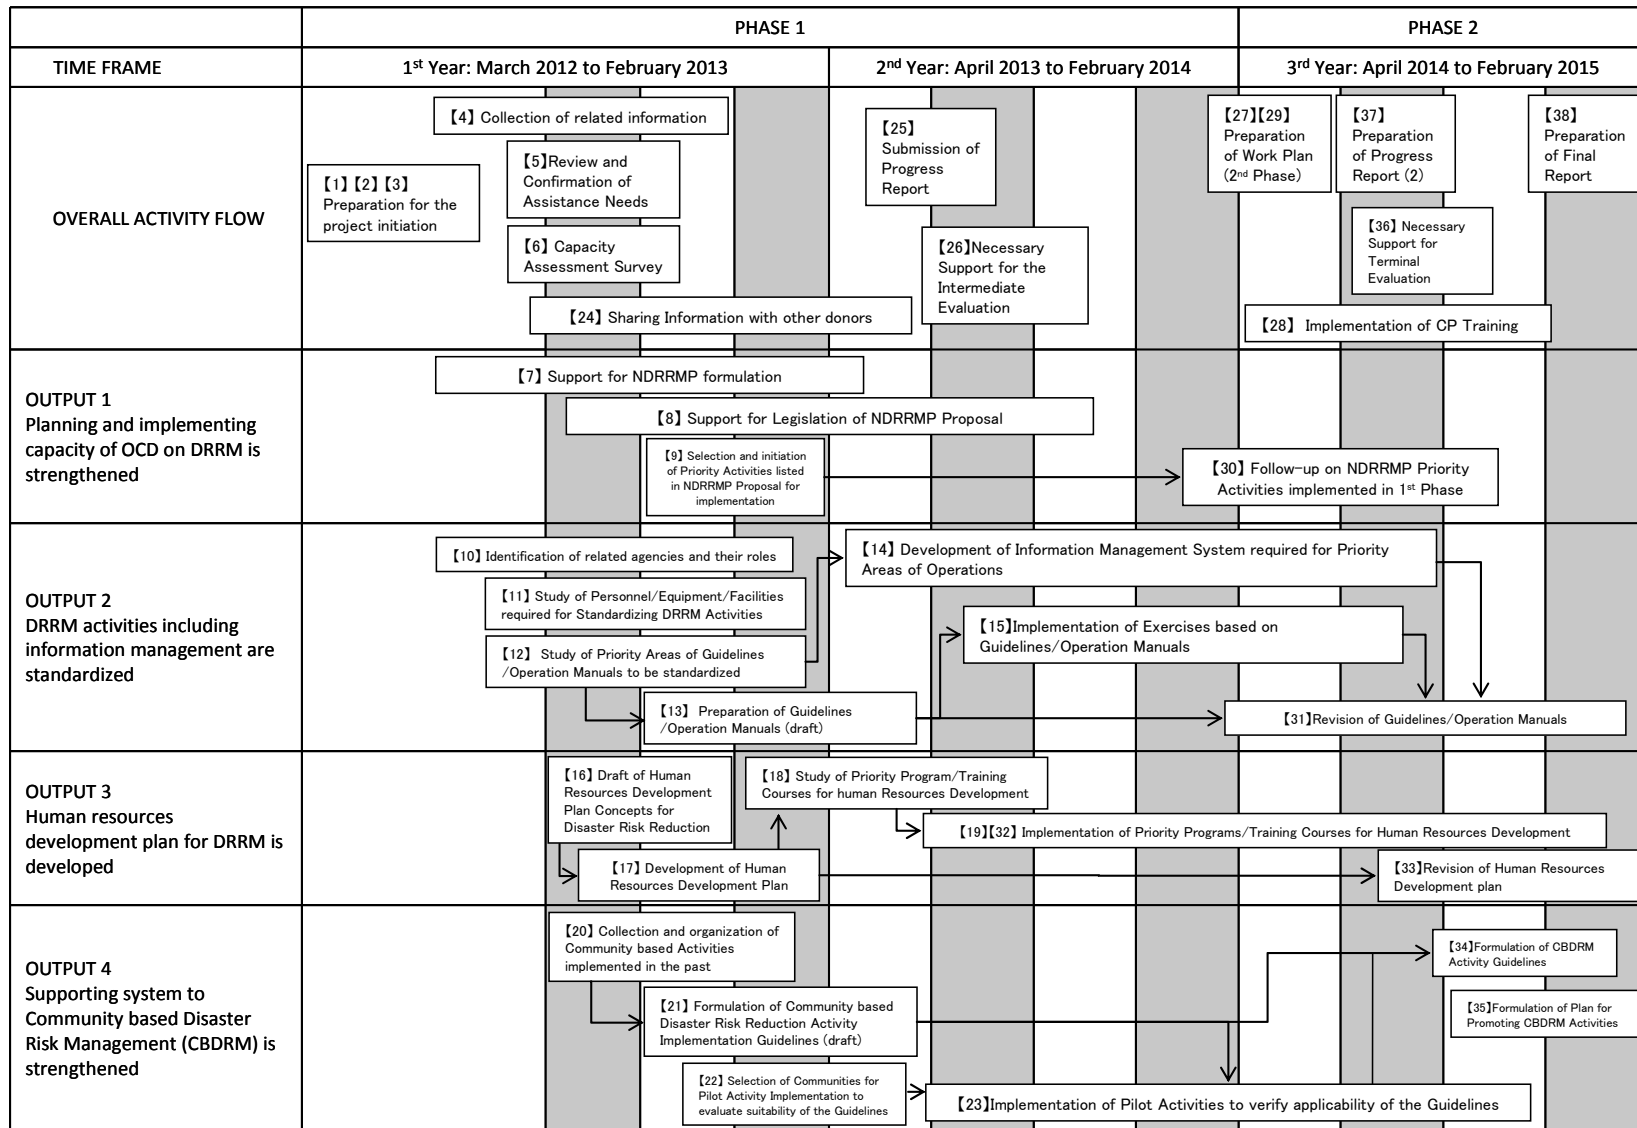 PHASE 1
PHASE 2
TIME FRAME
1st Year: March 2012 to February 2013
2nd Year: April 2013 to February 2014
3rd Year: April 2014 to February 2015
OVERALL ACTIVITY FLOW
【4】 Collection of related information
【5】Review and
Confirmation of
Assistance Needs
【1】【2】【3】
Preparation for the
project initiation
【6】 Capacity
Assessment Survey
【24】 Sharing Information with other donors
【25】
Submission of
Progress
Report
【26】Necessary
Support for the
Intermediate
Evaluation
【27】【29】
Preparation
of Work Plan
(2nd Phase)
【37】
Preparation
of Progress
Report (2)
【38】
Preparation
of Final
Report
【36】 Necessary
Support for
Terminal
Evaluation
【28】 Implementation of CP Training
OUTPUT 1
Planning and implementing
capacity of OCD on DRRM is
strengthened
【7】 Support for NDRRMP formulation
【8】 Support for Legislation of NDRRMP Proposal
【9】 Selection and initiation
of Priority Activities listed
in NDRRMP Proposal for
implementation
【30】 Follow-up on NDRRMP Priority
Activities implemented in 1st Phase
OUTPUT 2
DRRM activities including
information management are
standardized
【10】 Identification of related agencies and their roles
【11】 Study of Personnel/Equipment/Facilities
required for Standardizing DRRM Activities
【12】 Study of Priority Areas of Guidelines
/Operation Manuals to be standardized
【13】 Preparation of Guidelines
/Operation Manuals (draft)
【14】 Development of Information Management System required for Priority
Areas of Operations
【15】Implementation of Exercises based on
Guidelines/Operation Manuals
【31】Revision of Guidelines/Operation Manuals
OUTPUT 3
Human resources
development plan for DRRM is
developed
【16】 Draft of Human
Resources Development
Plan Concepts for
Disaster Risk Reduction
【18】 Study of Priority Program/Training
Courses for human Resources Development
【19】【32】 Implementation of Priority Programs/Training Courses for Human Resources Development
【17】 Development of Human
Resources Development Plan
【33】Revision of Human Resources
Development plan
OUTPUT 4
Supporting system to
Community based Disaster
Risk Management (CBDRM) is
strengthened
【20】 Collection and organization of
Community based Activities
implemented in the past
【21】 Formulation of Community based
Disaster Risk Reduction Activity
Implementation Guidelines (draft)
【22】 Selection of Communities for
Pilot Activity Implementation to
evaluate suitability of the Guidelines
【23】Implementation of Pilot Activities to verify applicability of the Guidelines
【34】Formulation of CBDRM
Activity Guidelines
【35】Formulation of Plan for
Promoting CBDRM Activities